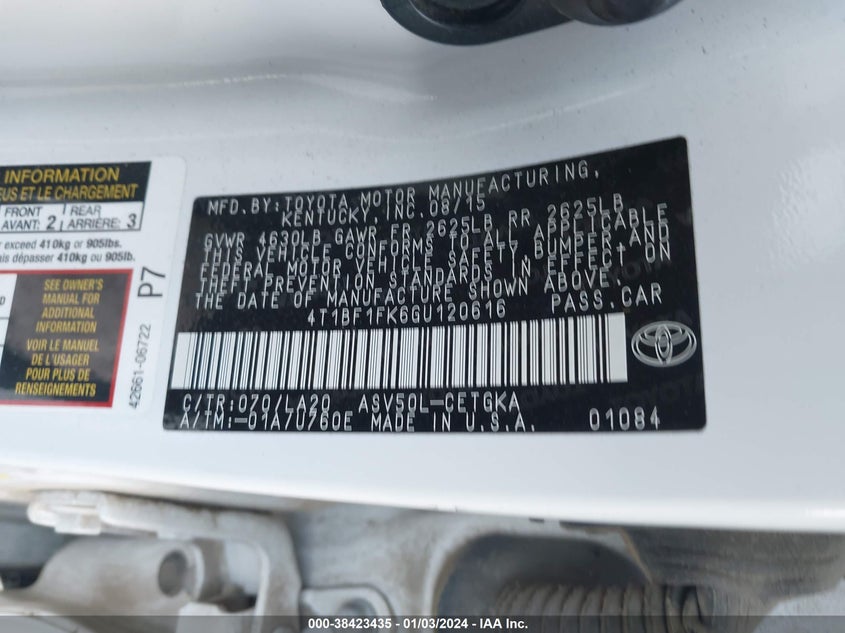 INFORMATION
EUS ET LE CHARGEMENT
FRONT
AVANT: 2
REAR
ARRIÈRE: 3
r exceed 410kg or 905lbs.
ais dépasser 410kg ou 905lb.
SEE OWNER'S
MANUAL FOR
ADDITIONAL
INFORMATION
VOIR LE MANUEL
DE L'USAGER
POUR PLUS DE
RENSEIGNEMENTS
P7
42661-06722
MFD. BY: TOYOTA MOTOR MANUFACTURING,
KENTUCKY, INC. 08/15
GVWR 4630LB GAWR FR 2625LB RR 2625LB
THIS VEHICLE CONFORMS TO ALL APPLICABLE
FEDERAL MOTOR VEHICLE SAFETY, BUMPER, AND
THEFT PREVENTION STANDARDS IN EFFECT ON
THE DATE OF MANUFACTURE SHOWN ABOVE.
4T1BF1FK6GU120616 PASS. CAR
C/TR: 070/LA20 ASV50L-CETGKA
A/TM: -01A/U760E MADE IN U.S.A. 01084
000-38423435 - 01/03/2024 - IAA Inc.